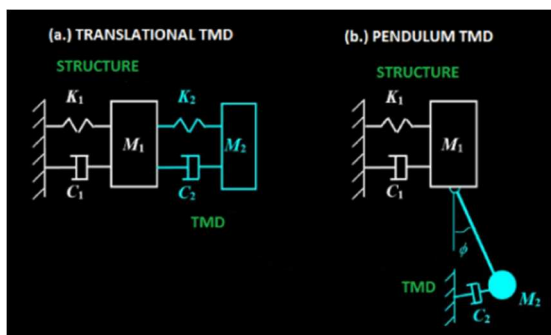 (a.) TRANSLATIONAL TMD
STRUCTURE
K₁
K₂
M₁
M₂
C₁
C₂
TMD
(b.) PENDULUM TMD
STRUCTURE
K₁
M₁
C₁
ϕ
TMD
M₂
C₂